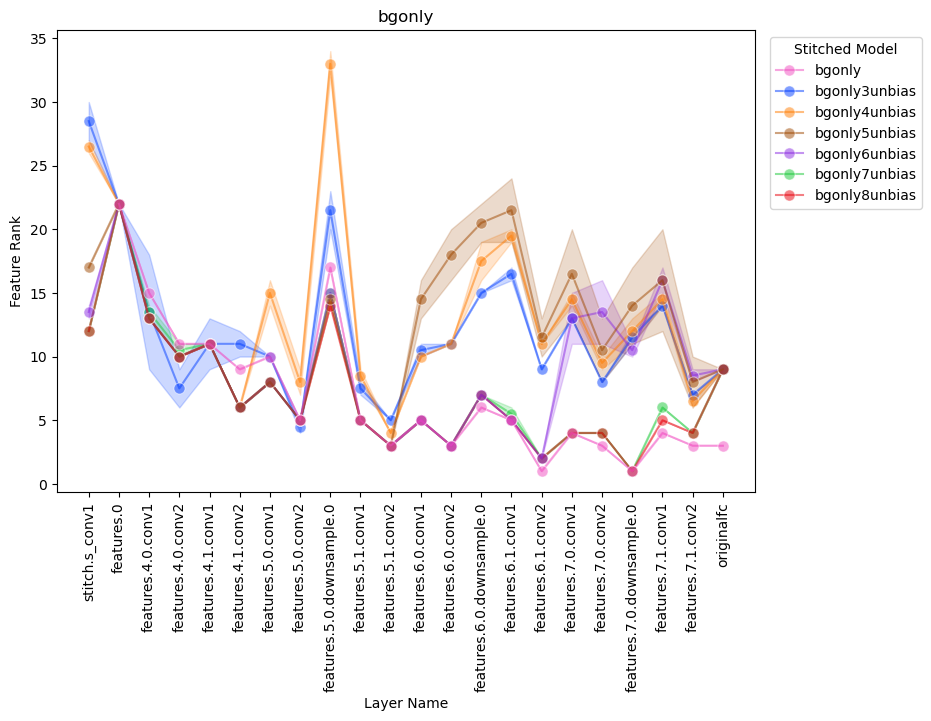 bgonly
35
30
25
20
15
10
5
0
Feature Rank
stitch.s_conv1
features.0
features.4.0.conv1
features.4.0.conv2
features.4.1.conv1
features.4.1.conv2
features.5.0.conv1
features.5.0.conv2
features.5.0.downsample.0
features.5.1.conv1
features.5.1.conv2
features.6.0.conv1
features.6.0.conv2
features.6.0.downsample.0
features.6.1.conv1
features.6.1.conv2
features.7.0.conv1
features.7.0.conv2
features.7.0.downsample.0
features.7.1.conv1
features.7.1.conv2
originalfc
Layer Name
Stitched Model
bgonly
bgonly3unbias
bgonly4unbias
bgonly5unbias
bgonly6unbias
bgonly7unbias
bgonly8unbias